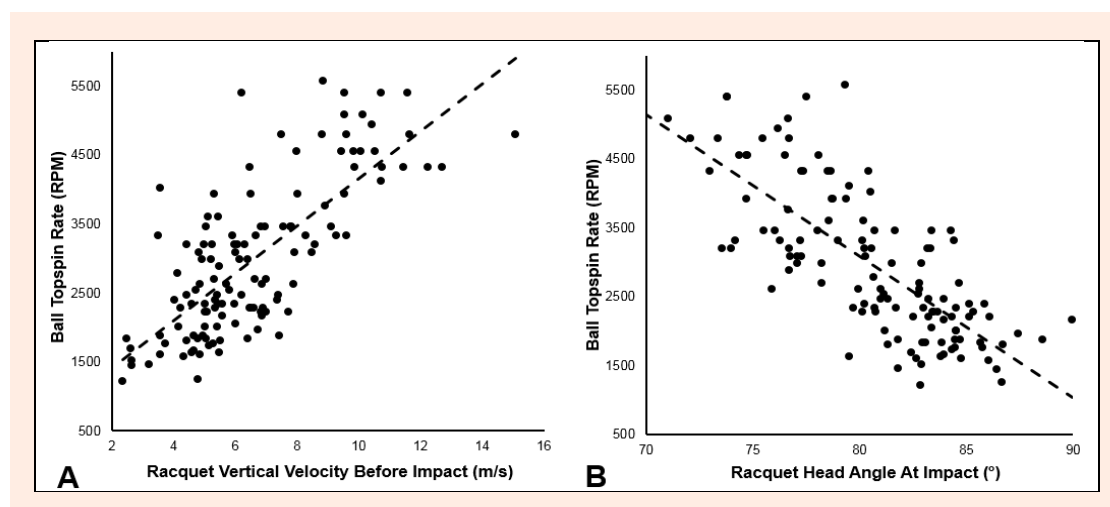 5500
4500
3500
2500
1500
500
Ball Topspin Rate (RPM)
2 4 6 8 10 12 14 16
A
Racquet Vertical Velocity Before Impact (m/s)
5500
4500
3500
2500
1500
500
Ball Topspin Rate (RPM)
70 75 80 85 90
B
Racquet Head Angle At Impact (°)